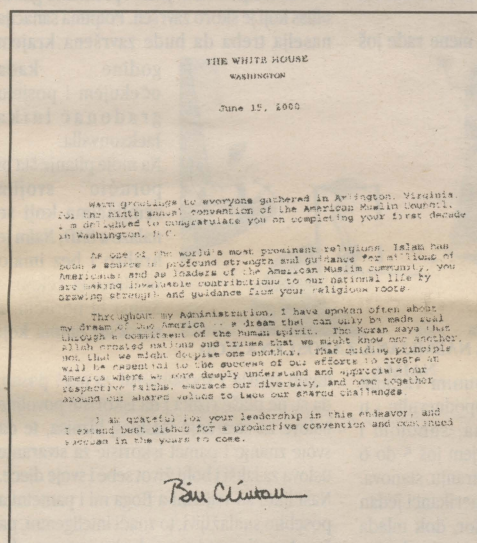 THE WHITE HOUSE
WASHINGTON
June 15, 2000
Warm greetings to everyone gathered in Arlington, Virginia,
for the ninth annual convention of the American Muslim Council.
I'm delighted to congratulate you on completing your first decade
in Washington, D.C.
As one of the world's most prominent religions, Islam has
been a source of profound strength and guidance for millions of
Americans; and as leaders of the American Muslim community, you
are making invaluable contributions to our national life by
drawing strength and guidance from your religious roots.
Throughout my Administration, I have spoken often about
my dream of One America -- a dream that can only be made real
through a commitment of the human spirit. The Koran says that
Allah created nations and tribes that we might know one another,
not that we might despise one another. That guiding principle
will be essential to the success of our efforts to create an
America where we more deeply understand and appreciate our
respective faiths, embrace our diversity, and come together
around our shared values to our shared challenges.
I am grateful for your leadership in this endeavor, and
I extend best wishes for a productive convention and continued
success in the years to come.
Bill Clinton